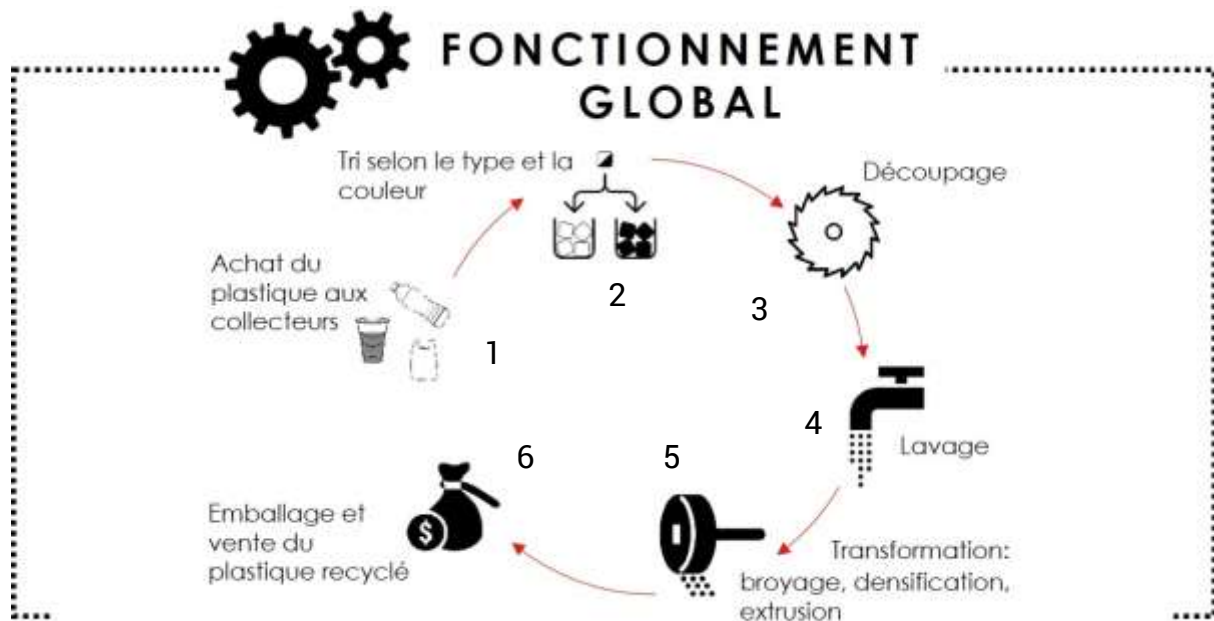 FONCTIONNEMENT
GLOBAL
Tri selon le type et la
couleur
Découpage
Achat du
plastique aux
collecteurs
1
2
3
4
Lavage
5
6
Transformation:
broyage, densification,
extrusion
Emballage et
vente du
plastique recyclé
$